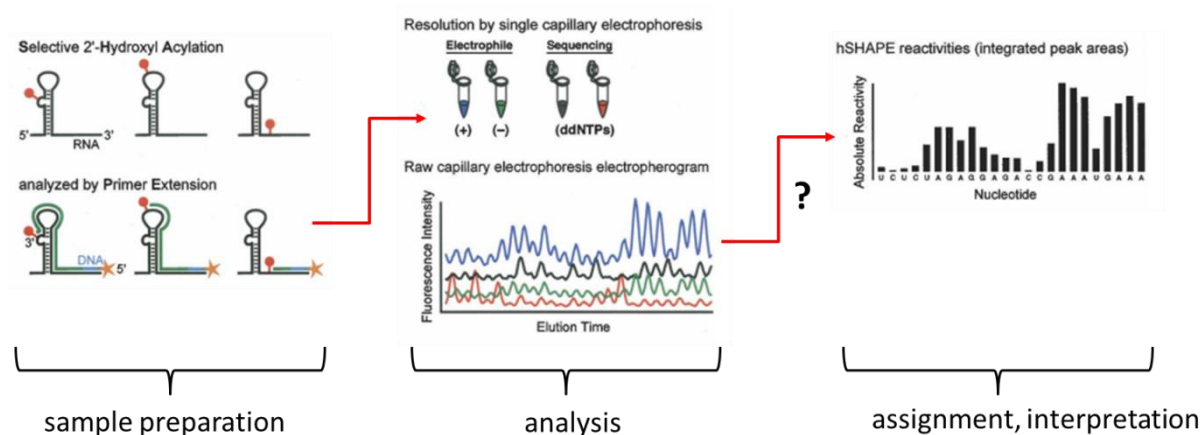 Selective 2'-Hydroxyl Acylation
5' 3'
RNA
analyzed by Primer Extension
3'
DNA
5'
Resolution by single capillary electrophoresis
Electrophile Sequencing
(+) (−) (ddNTPs)
Raw capillary electrophoresis electropherogram
Fluorescence Intensity
Elution Time
?
hSHAPE reactivities (integrated peak areas)
Absolute Reactivity
U C U C U A G A G G A G A C C G A A A U G A A A
Nucleotide
sample preparation
analysis
assignment, interpretation